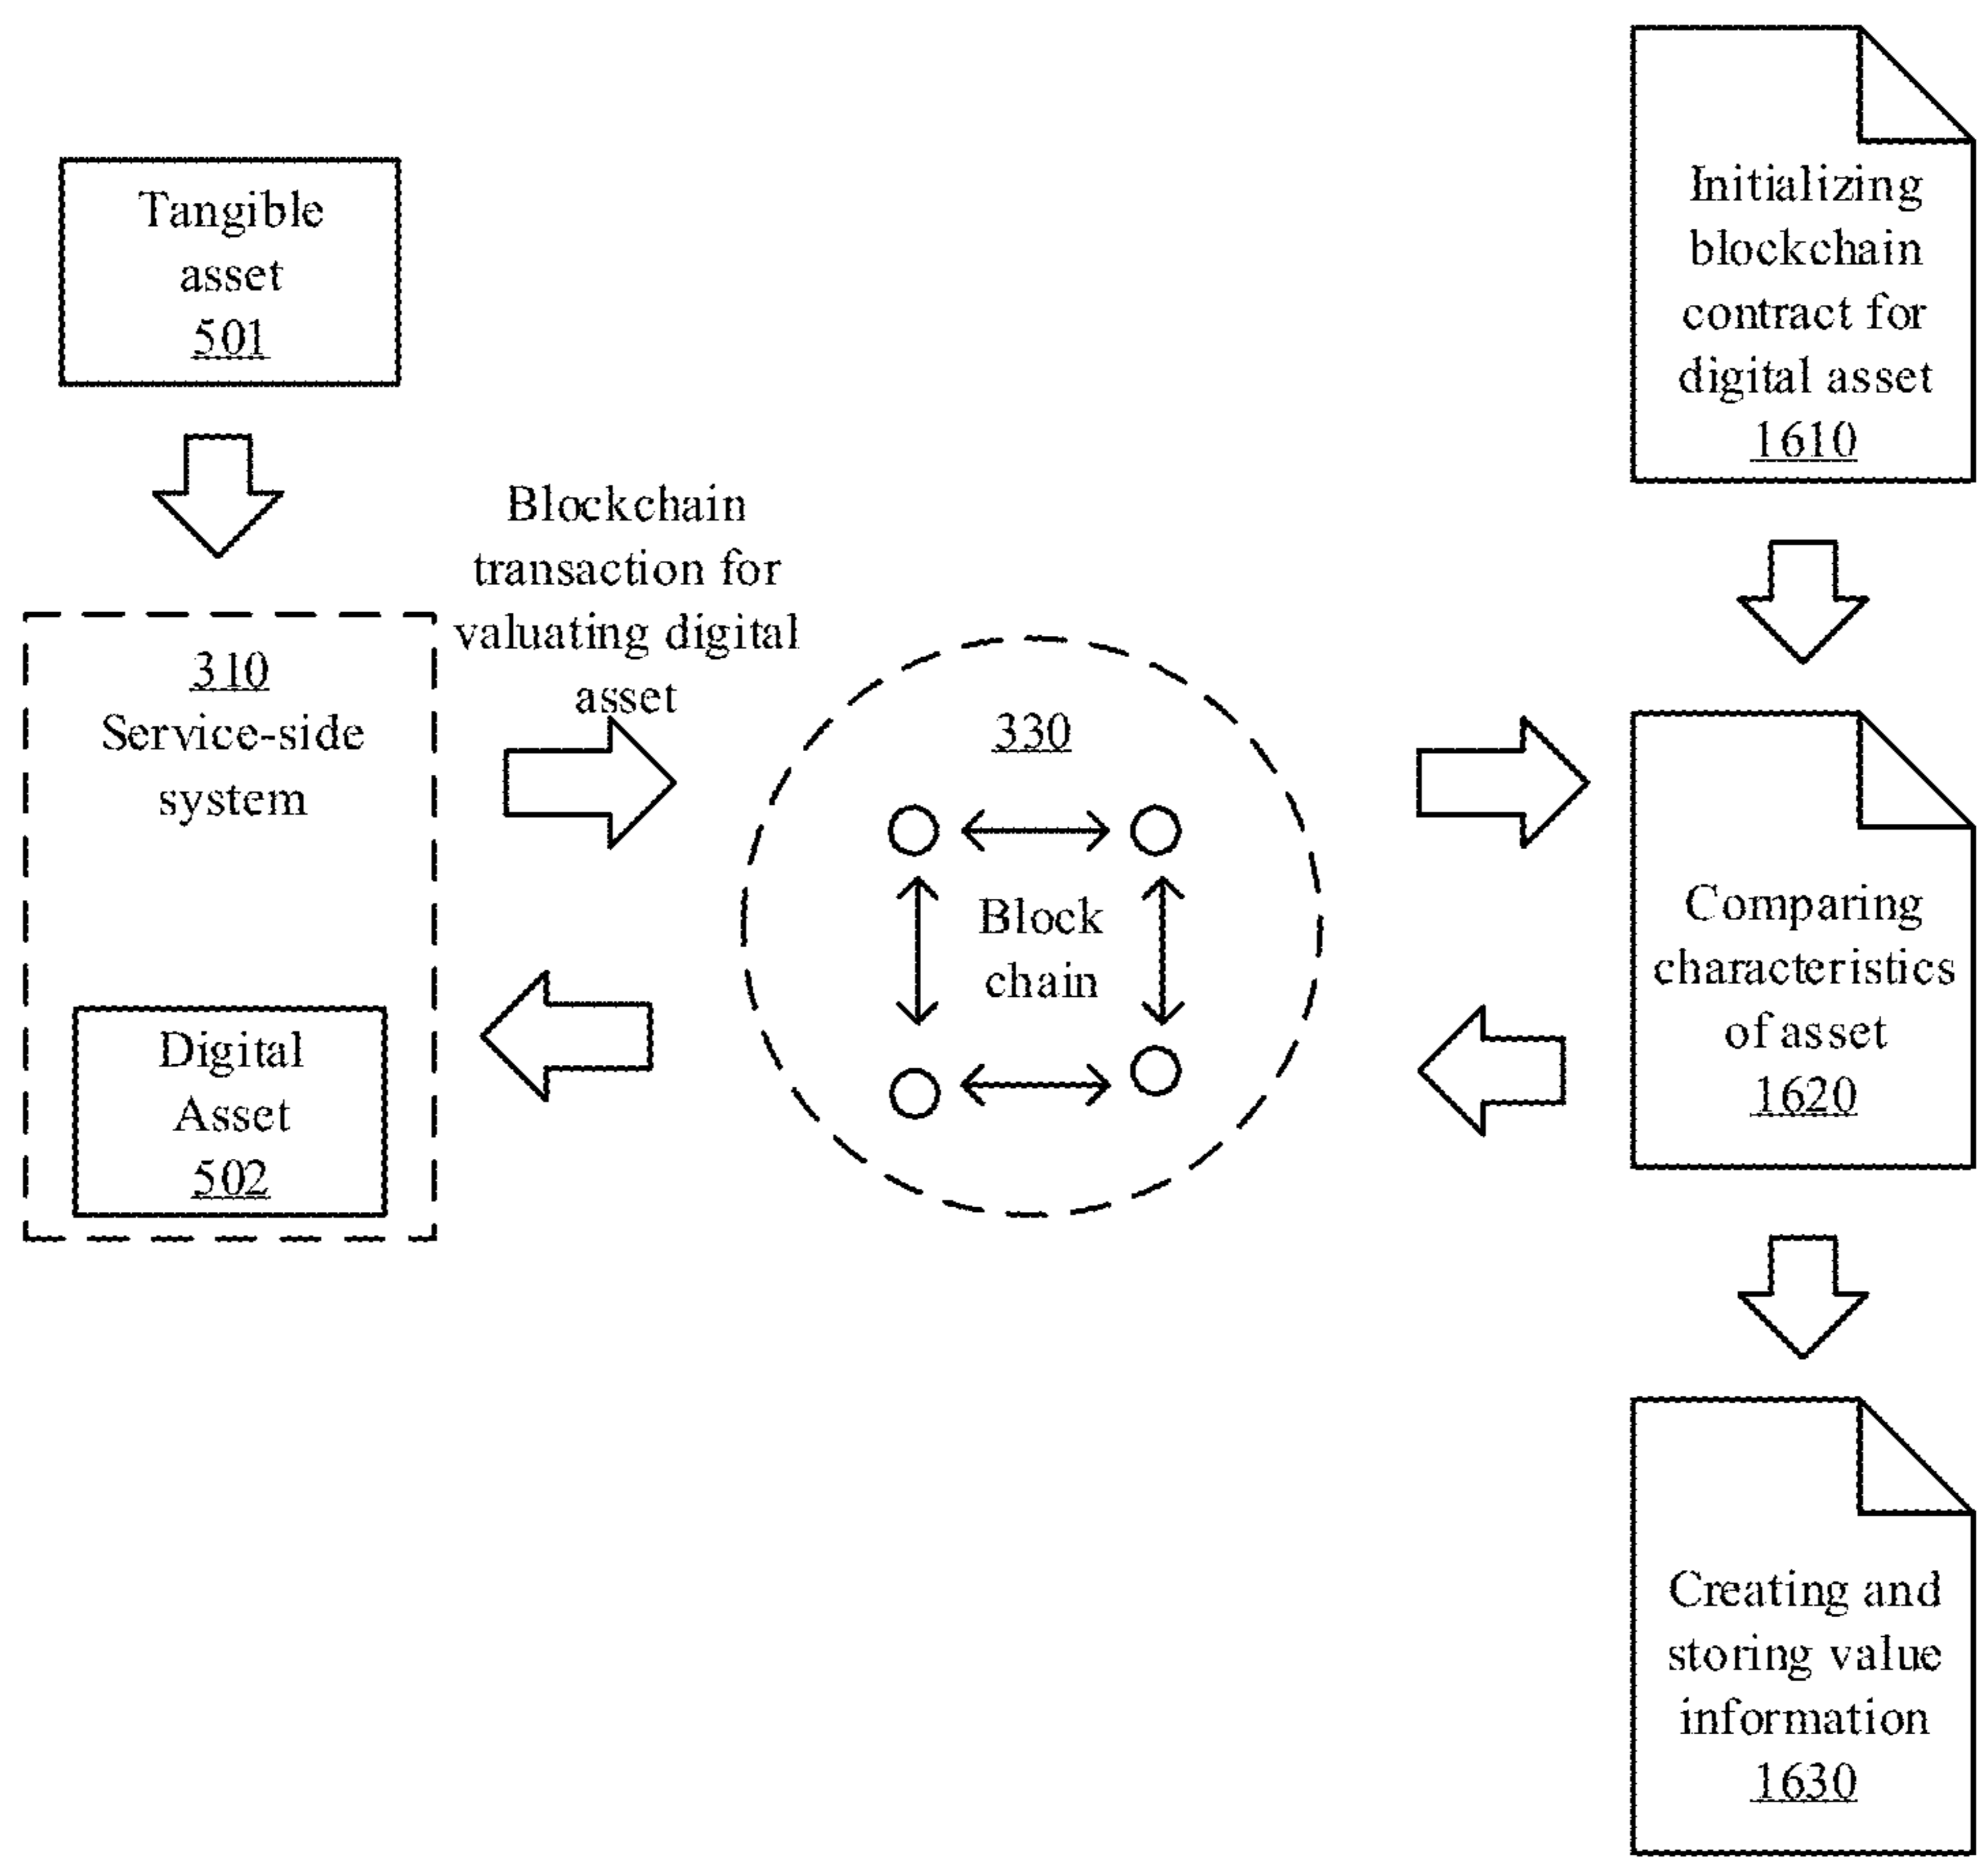 Tangible
asset
501
310
Service-side
system
Digital
Asset
502
Blockchain
transaction for
valuating digital
asset
330
Block
chain
Initializing
blockchain
contract for
digital asset
1610
Comparing
characteristics
of asset
1620
Creating and
storing value
information
1630